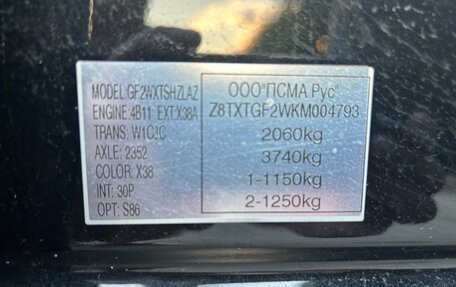 MODEL: GF2WXTSHZLAZ
ENGINE: 4B11 EXT: X38A
TRANS: W1CJC
AXLE: 2352
COLOR: X38
INT: 30P
OPT: S86
ООО"ПСМА Рус"
Z8TXTGF2WKM004793
2060kg
3740kg
1-1150kg
2-1250kg